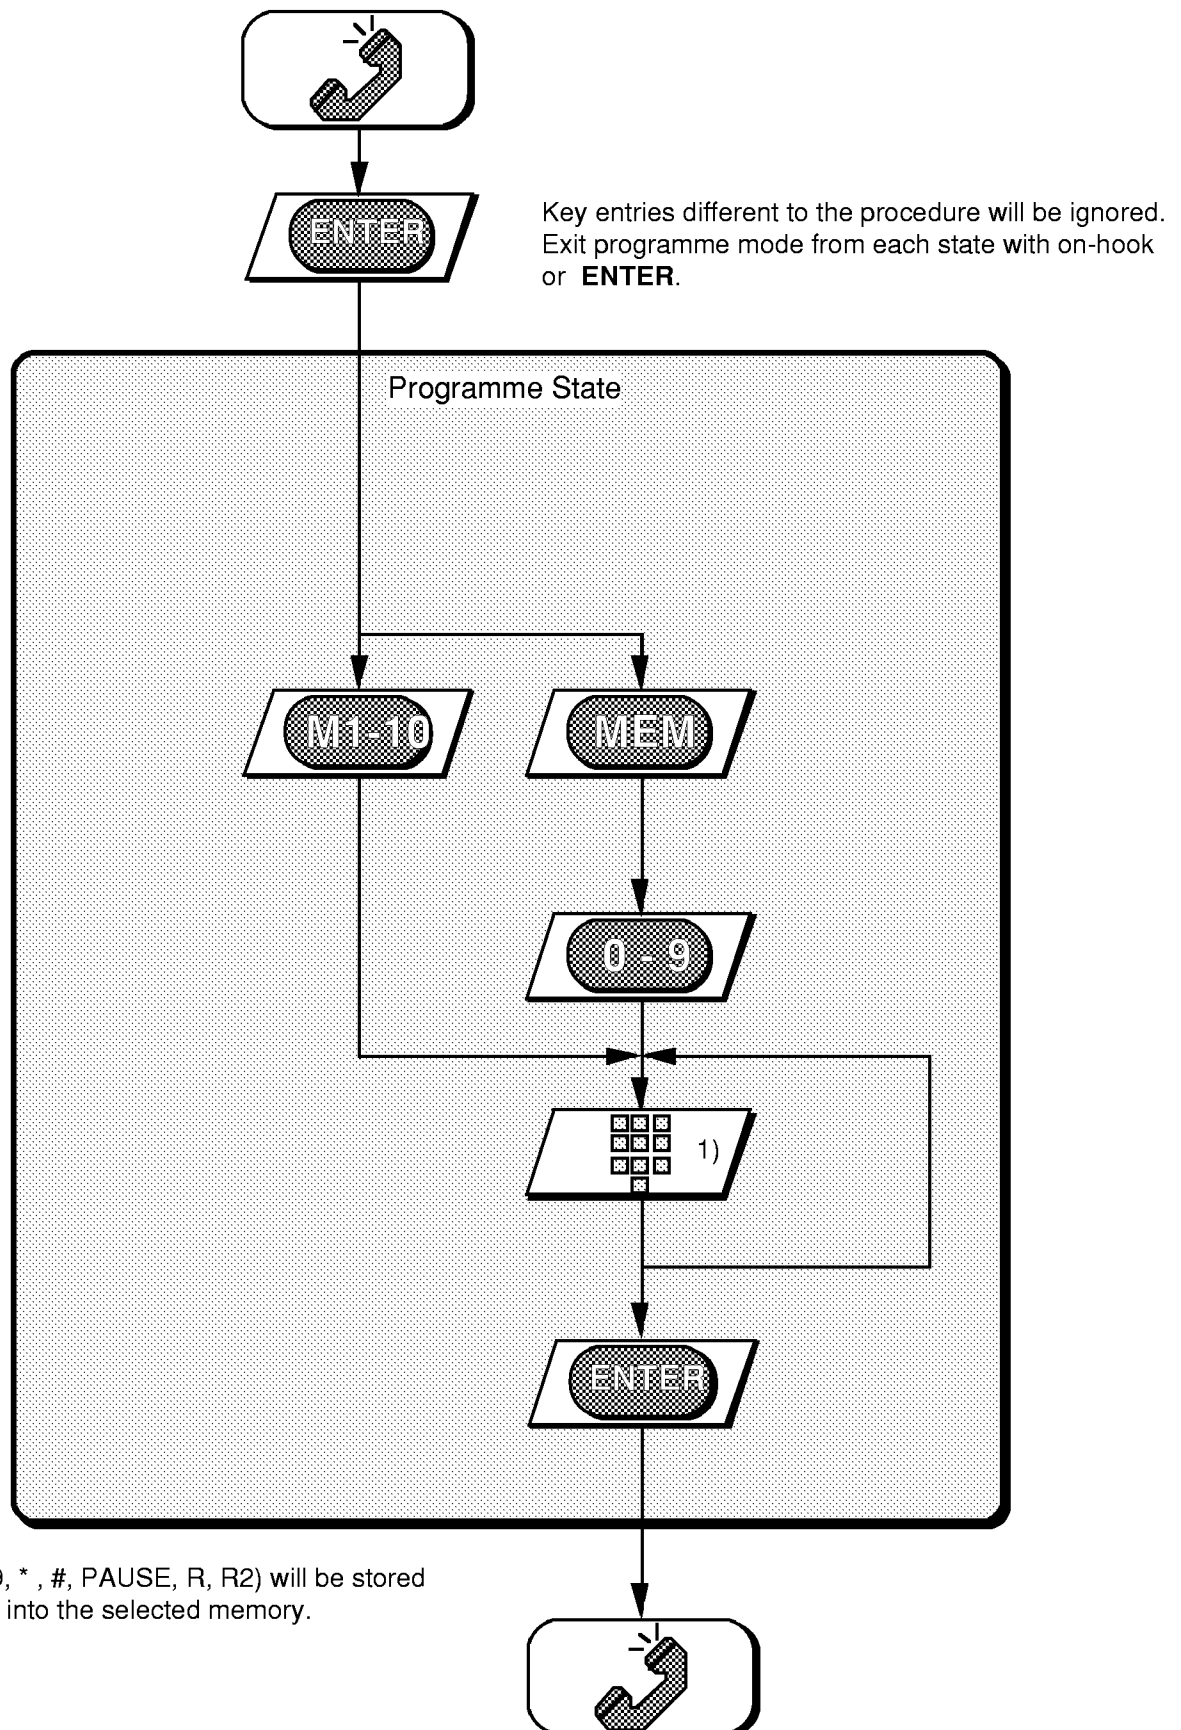 ENTER
Key entries different to the procedure will be ignored.
Exit programme mode from each state with on-hook
or ENTER.
Programme State
M1-10
MEM
0 - 9
1)
ENTER
, * , #, PAUSE, R, R2) will be stored
into the selected memory.